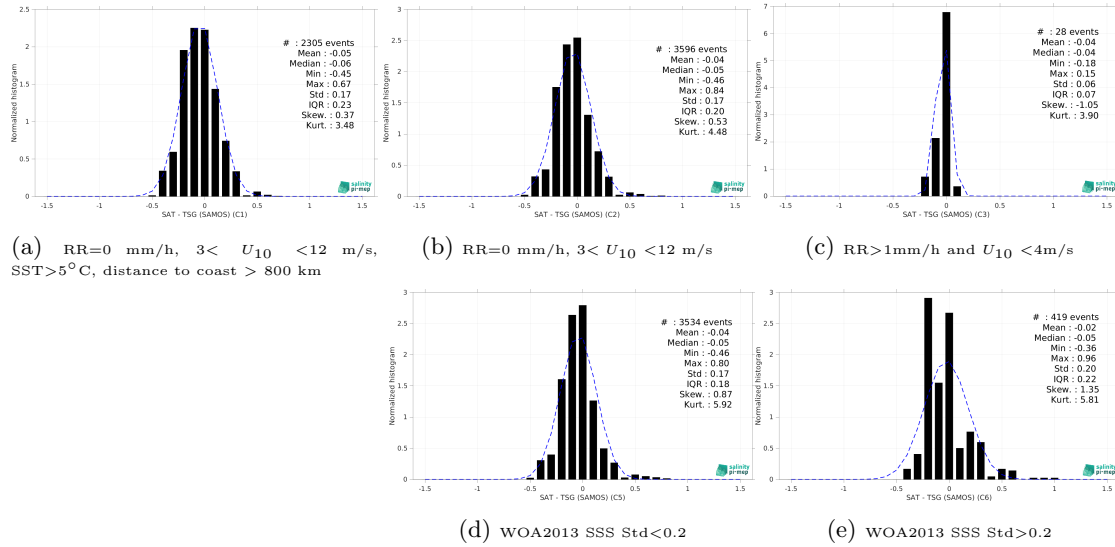 2.5
2
1.5
1
0.5
0
Normalized histogram
# : 2305 events
Mean : -0.05
Median : -0.06
Min : -0.45
Max : 0.67
Std : 0.17
IQR : 0.23
Skew. : 0.37
Kurt. : 3.48
salinity
pi-mep
-1.5 -1 -0.5 0 0.5 1 1.5
SAT - TSG (SAMOS) (C1)
(a) RR=0 mm/h, 3< U10 <12 m/s,
SST>5°C, distance to coast > 800 km
3
2.5
2
1.5
1
0.5
0
Normalized histogram
# : 3596 events
Mean : -0.04
Median : -0.05
Min : -0.46
Max : 0.84
Std : 0.17
IQR : 0.20
Skew. : 0.53
Kurt. : 4.48
salinity
pi-mep
-1.5 -1 -0.5 0 0.5 1 1.5
SAT - TSG (SAMOS) (C2)
(b) RR=0 mm/h, 3< U10 <12 m/s
7
6
5
4
3
2
1
0
Normalized histogram
# : 28 events
Mean : -0.04
Median : -0.04
Min : -0.18
Max : 0.15
Std : 0.06
IQR : 0.07
Skew. : -1.05
Kurt. : 3.90
salinity
pi-mep
-1.5 -1 -0.5 0 0.5 1 1.5
SAT - TSG (SAMOS) (C3)
(c) RR>1mm/h and U10 <4m/s
3
2.5
2
1.5
1
0.5
0
Normalized histogram
# : 3534 events
Mean : -0.04
Median : -0.05
Min : -0.46
Max : 0.80
Std : 0.17
IQR : 0.18
Skew. : 0.87
Kurt. : 5.92
salinity
pi-mep
-1.5 -1 -0.5 0 0.5 1 1.5
SAT - TSG (SAMOS) (C5)
(d) WOA2013 SSS Std<0.2
3
2.5
2
1.5
1
0.5
0
Normalized histogram
# : 419 events
Mean : -0.02
Median : -0.05
Min : -0.36
Max : 0.96
Std : 0.20
IQR : 0.22
Skew. : 1.35
Kurt. : 5.81
salinity
pi-mep
-1.5 -1 -0.5 0 0.5 1 1.5
SAT - TSG (SAMOS) (C6)
(e) WOA2013 SSS Std>0.2